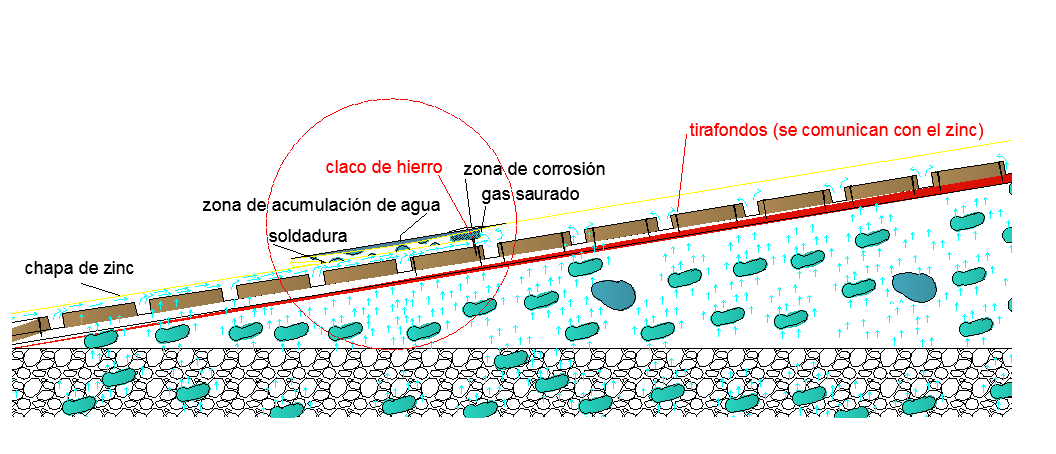 tirafondos (se comunican con el zinc)
claco de hierro
zona de corrosión
gas saurado
zona de acumulación de agua
soldadura
chapa de zinc